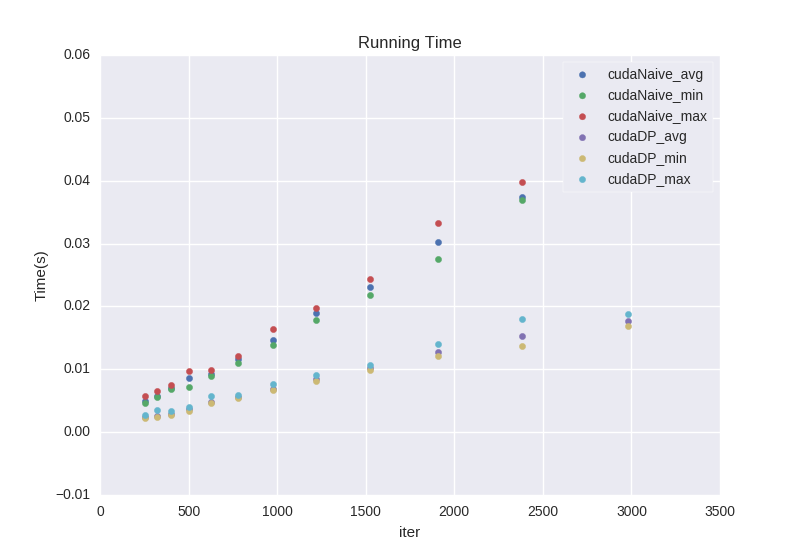 Running Time
0.06
0.05
0.04
0.03
0.02
0.01
0.00
−0.01
Time(s)
cudaNaive_avg
cudaNaive_min
cudaNaive_max
cudaDP_avg
cudaDP_min
cudaDP_max
0 500 1000 1500 2000 2500 3000 3500
iter